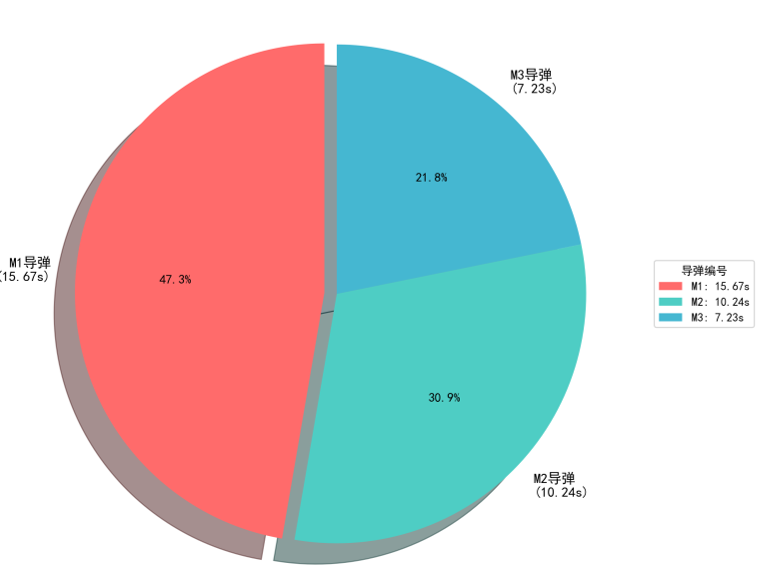 M3导弹
(7.23s)
21.8%
M1导弹
(15.67s)
47.3%
导弹编号
M1: 15.67s
M2: 10.24s
M3: 7.23s
30.9%
M2导弹
(10.24s)